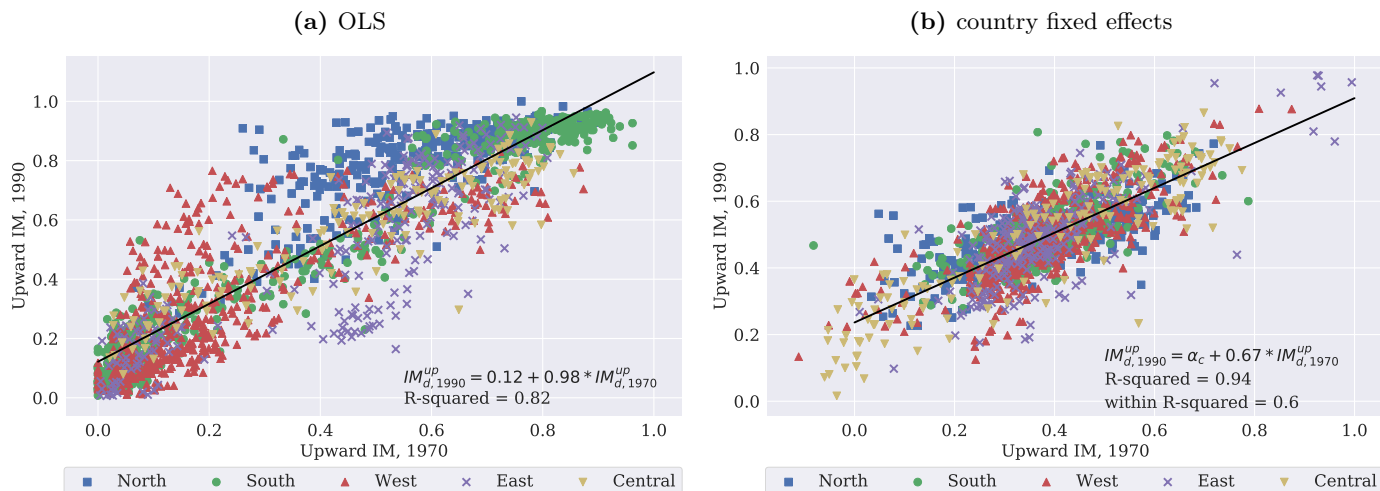 (a) OLS
(b) country fixed effects
Upward IM, 1990
1.0
0.8
0.6
0.4
0.2
0.0
IM^{up}_{d,1990} = 0.12 + 0.98 * IM^{up}_{d,1970}
R-squared = 0.82
0.0 0.2 0.4 0.6 0.8 1.0
Upward IM, 1970
North South West East Central
Upward IM, 1990
1.0
0.8
0.6
0.4
0.2
0.0
IM^{up}_{d,1990} = α_c + 0.67 * IM^{up}_{d,1970}
R-squared = 0.94
within R-squared = 0.6
0.0 0.2 0.4 0.6 0.8 1.0
Upward IM, 1970
North South West East Central